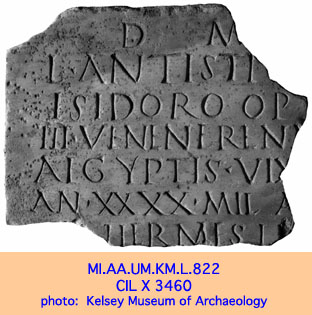 D M
L ANTISTI
ISIDORO OP
III·VENENEREN
AEGYPTIS·VIX
AN·XXXX·MIL A
HERMES
MI.AA.UM.KM.L.822
CIL X 3460
photo: Kelsey Museum of Archaeology